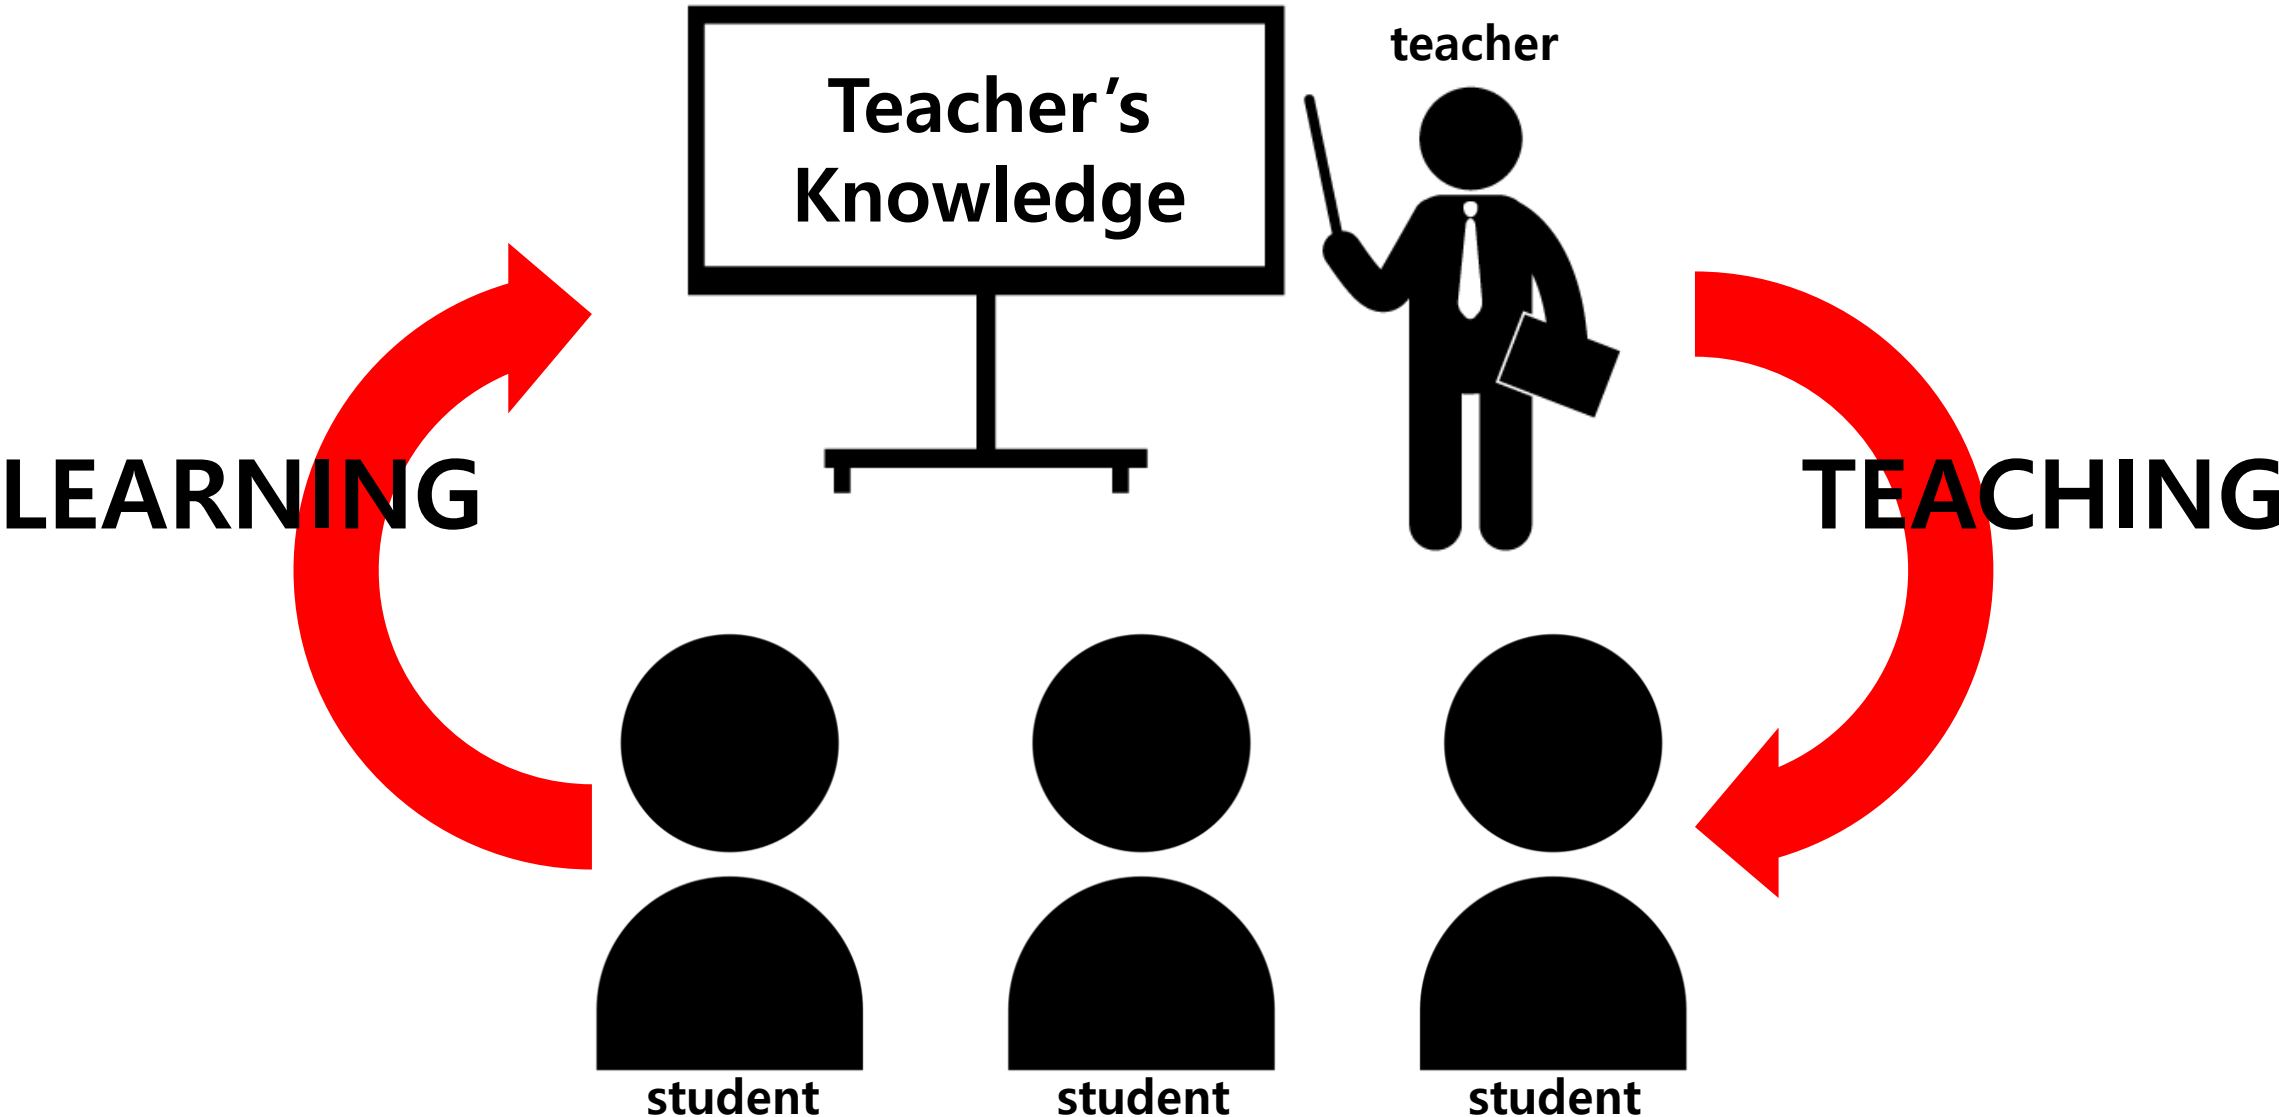 teacher
Teacher’s
Knowledge
LEARNING
TEACHING
student
student
student